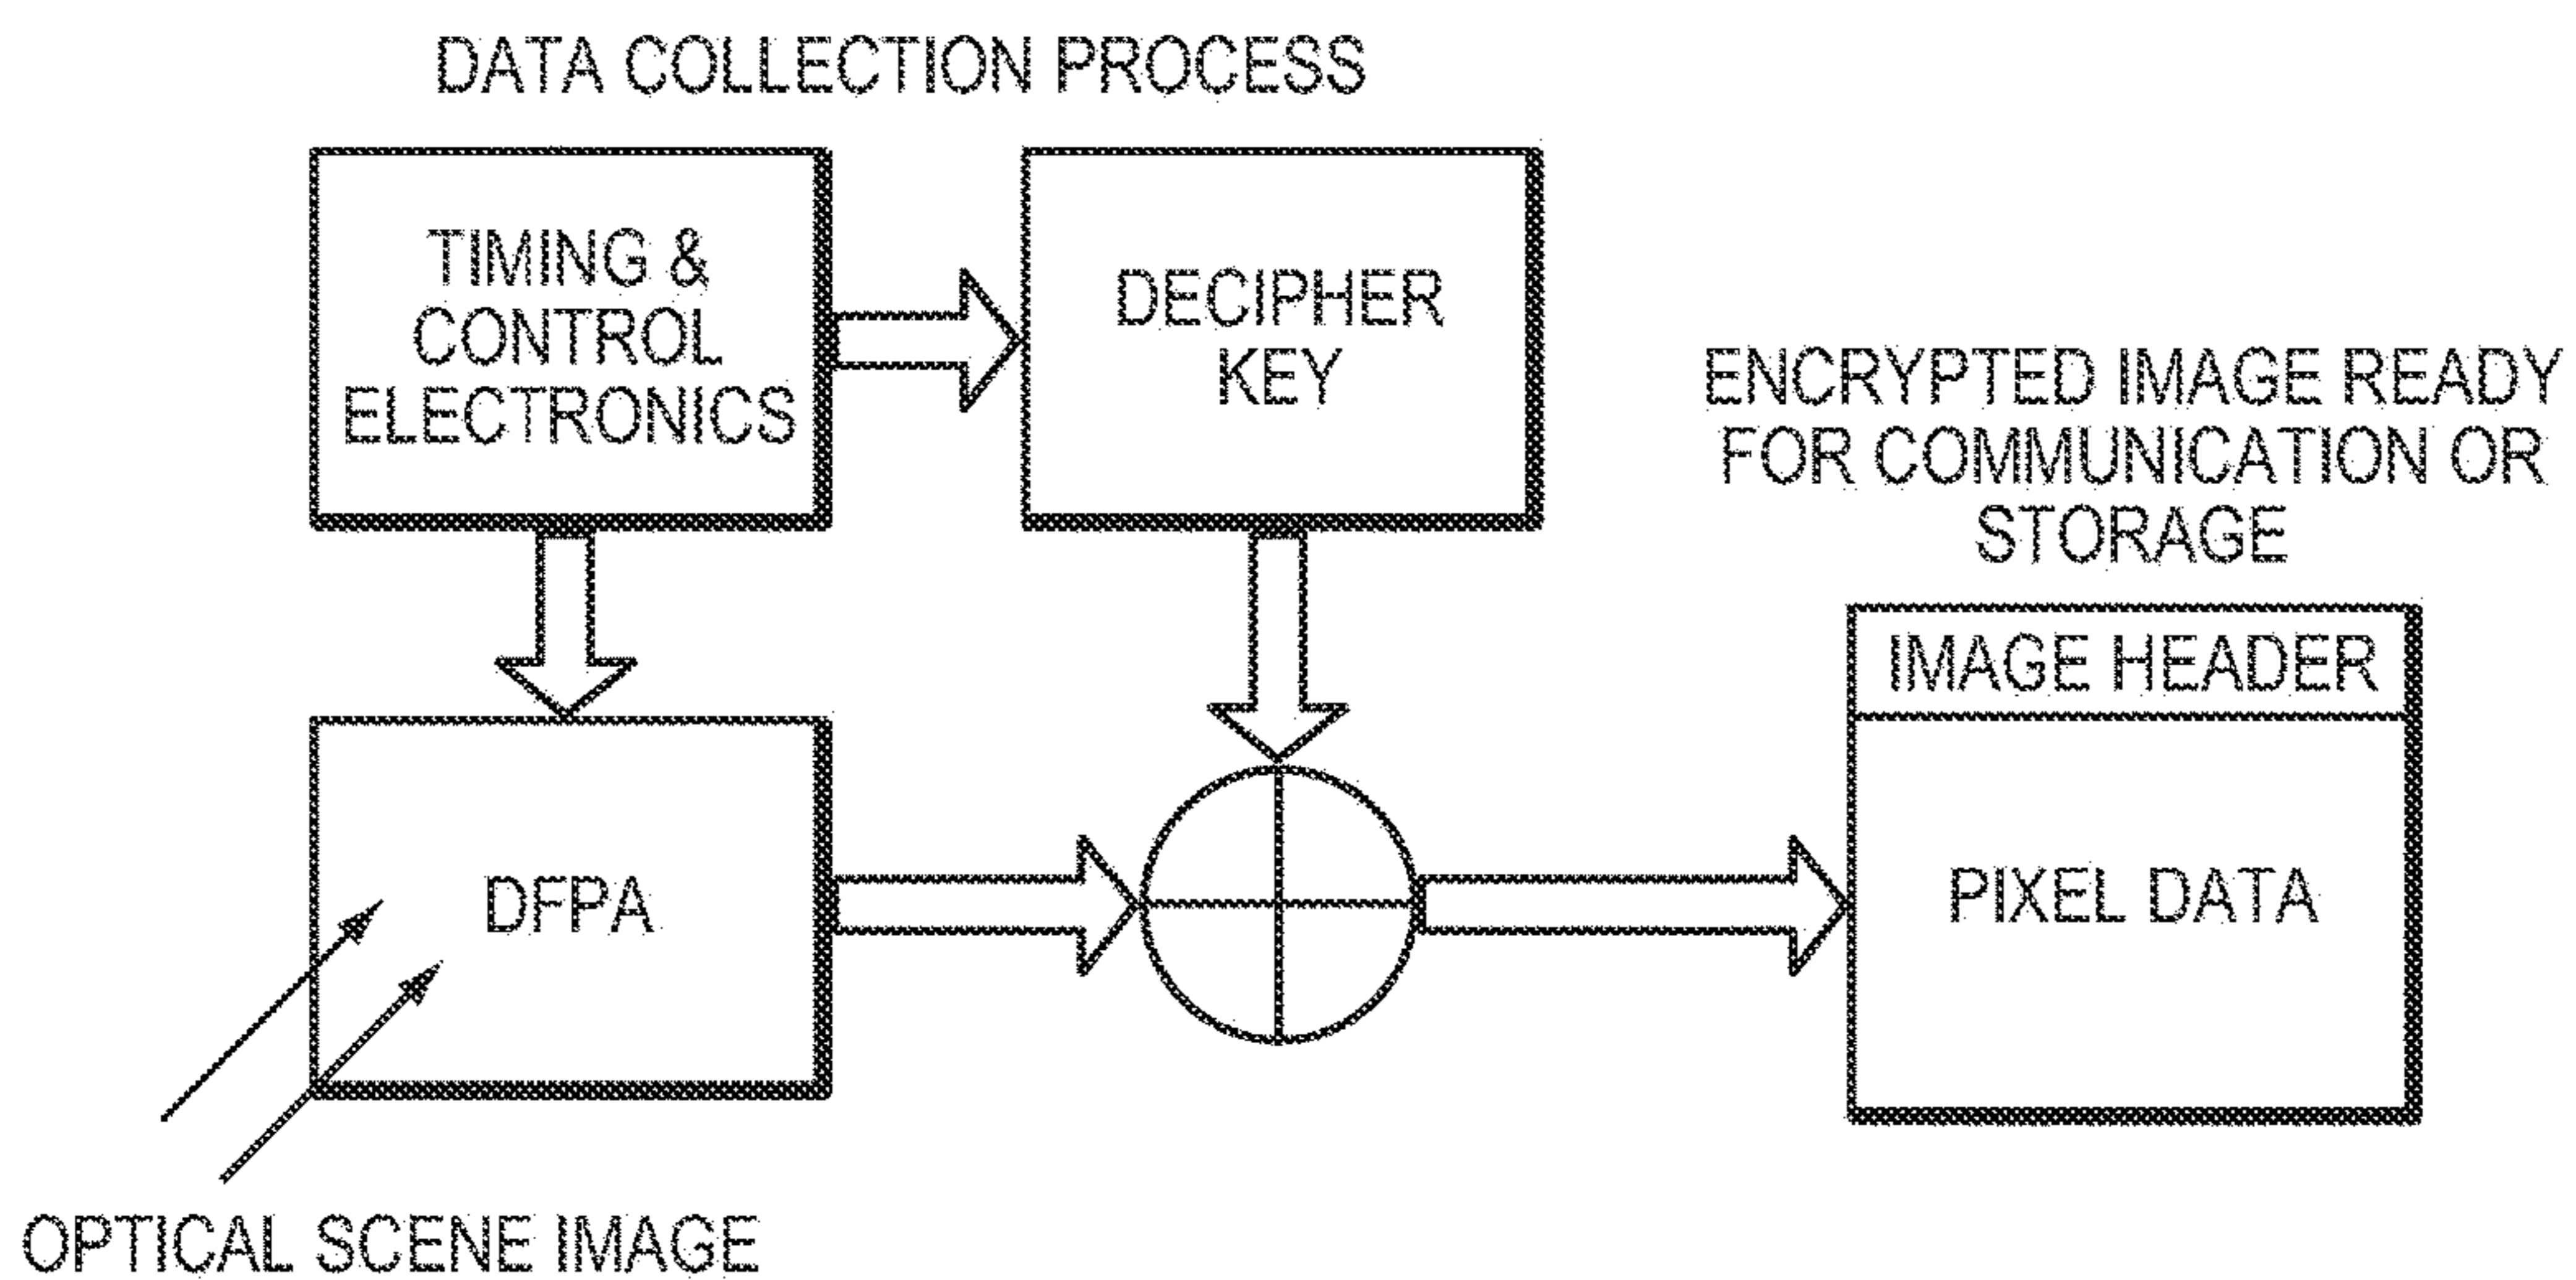 DATA COLLECTION PROCESS
TIMING &
CONTROL
ELECTRONICS
DECIPHER
KEY
ENCRYPTED IMAGE READY
FOR COMMUNICATION OR
STORAGE
IMAGE HEADER
PIXEL DATA
DFPA
OPTICAL SCENE IMAGE